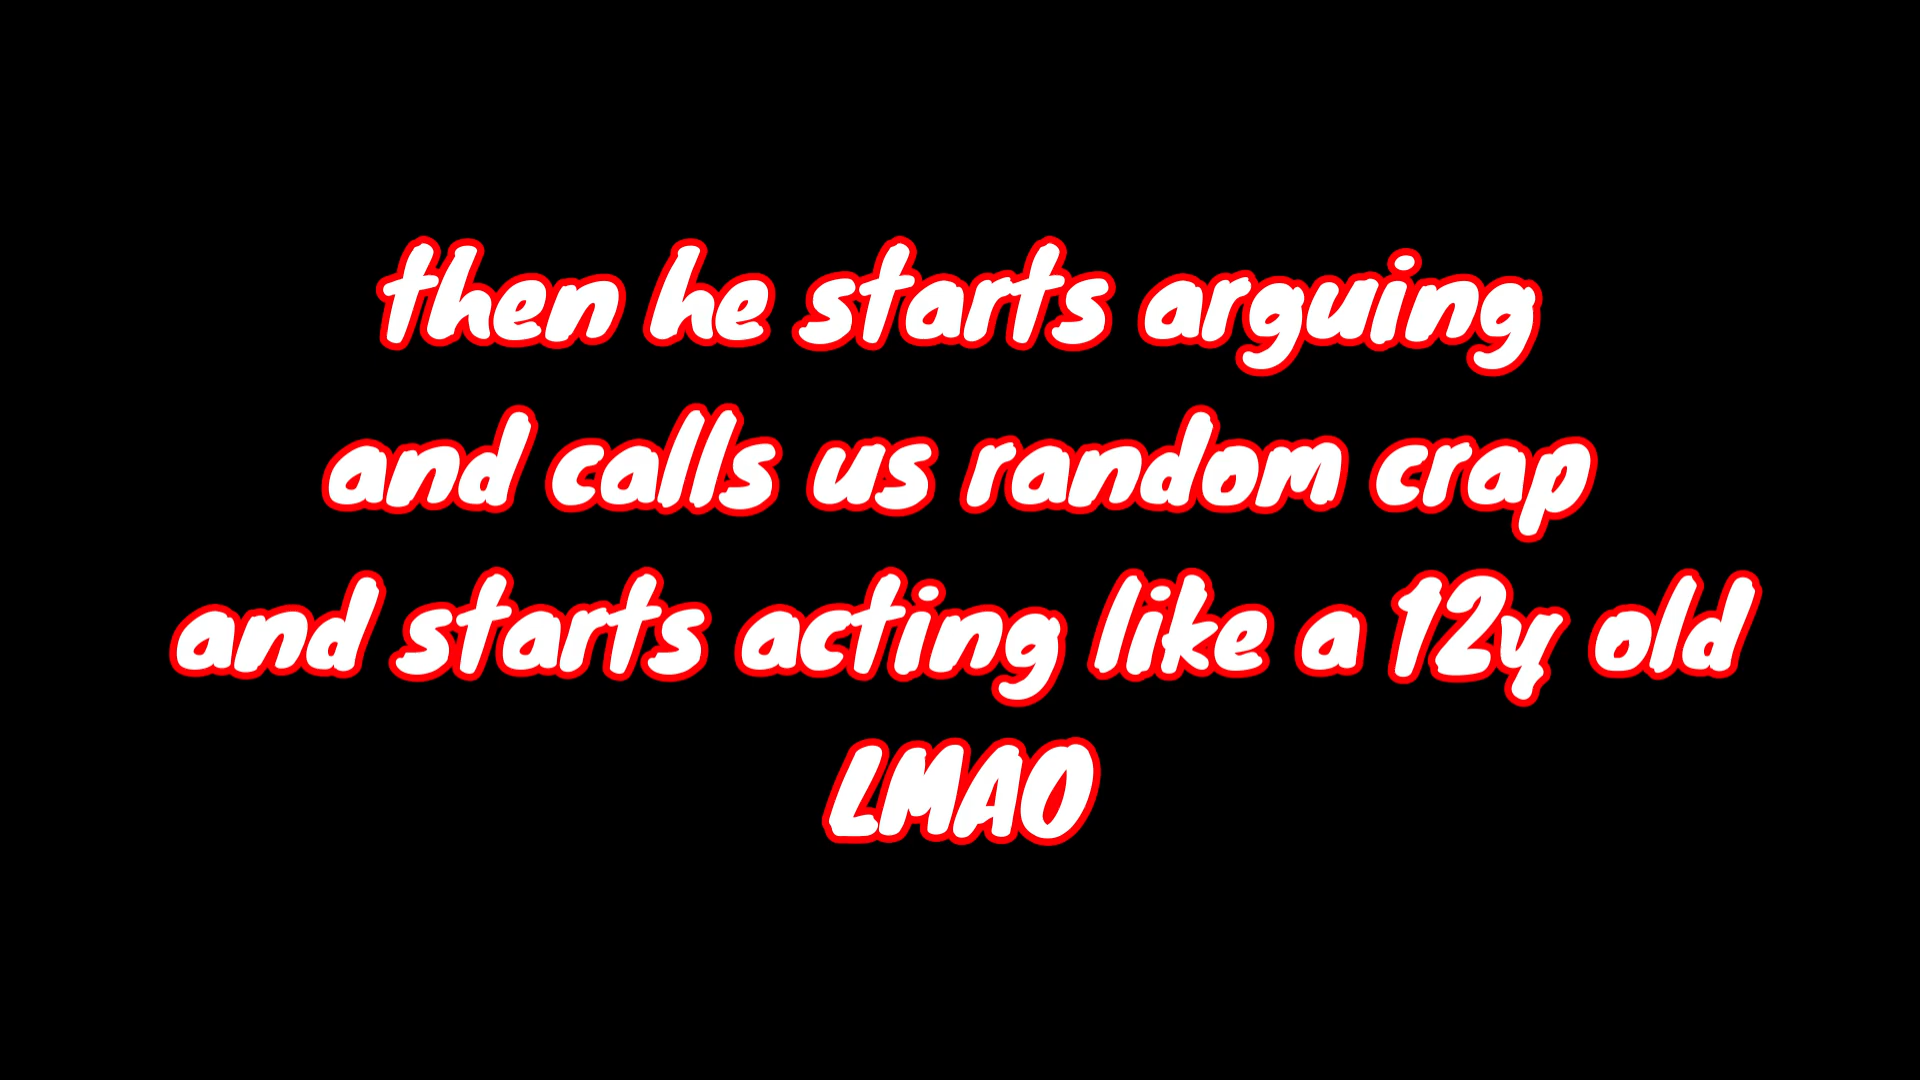 then he starts arguing
and calls us random crap
and starts acting like a 12y old
LMAO